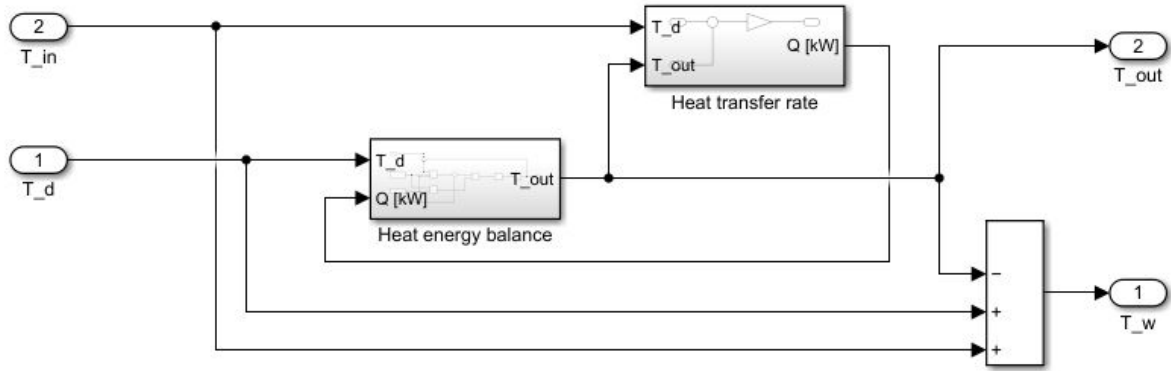 2
T_in
T_d
T_out
Q [kW]
Heat transfer rate
2
T_out
1
T_d
T_d
Q [kW]
T_out
Heat energy balance
−
+
+
1
T_w